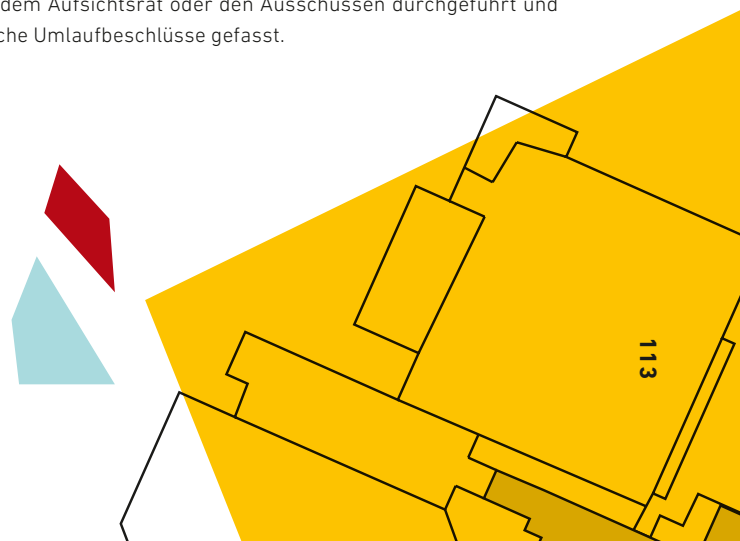 dem Aufsichtsrat oder den Ausschüssen durchgeführt und
che Umlaufbeschlüsse gefasst.
113